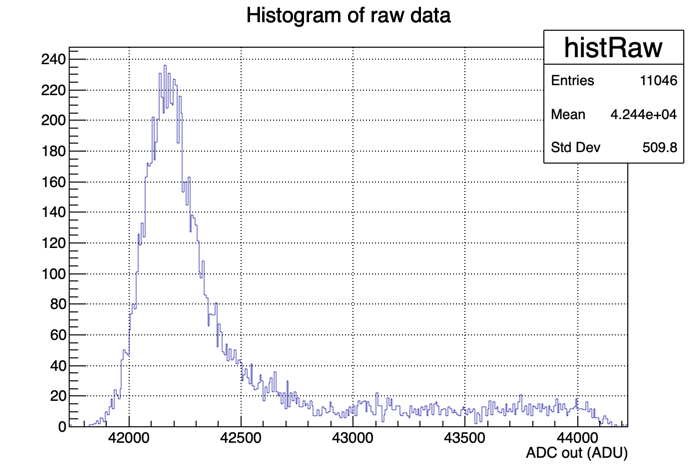 Histogram of raw data
histRaw
Entries 11046
Mean 4.244e+04
Std Dev 509.8
240
220
200
180
160
140
120
100
80
60
40
20
0
42000 42500 43000 43500 44000
ADC out (ADU)